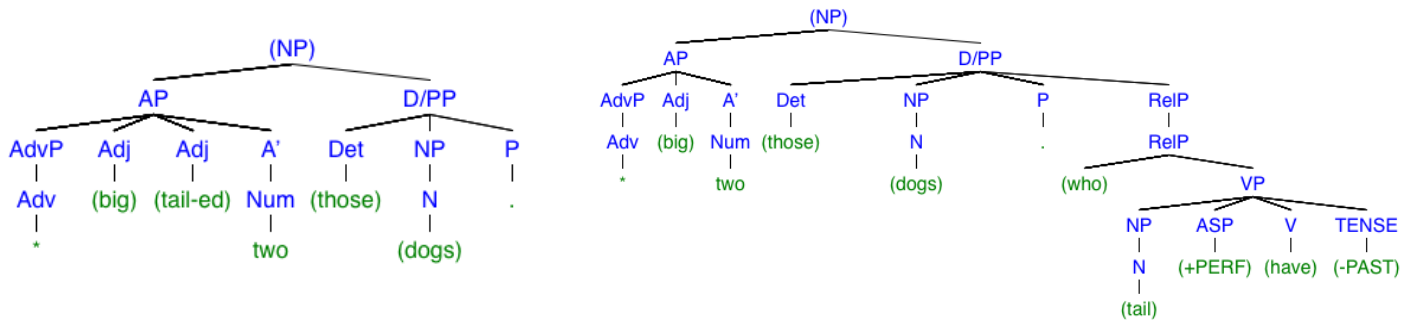 (NP) (NP)
AP D/PP AP D/PP
AdvP Adj Adj A' Det NP P AdvP Adj A' Det NP P RelP
Adv (big) (tail-ed) Num (those) N . Adv (big) Num (those) N . RelP
* two (dogs) * two (dogs) (who) VP
NP ASP V TENSE
N (+PERF) (have) (-PAST)
(tail)